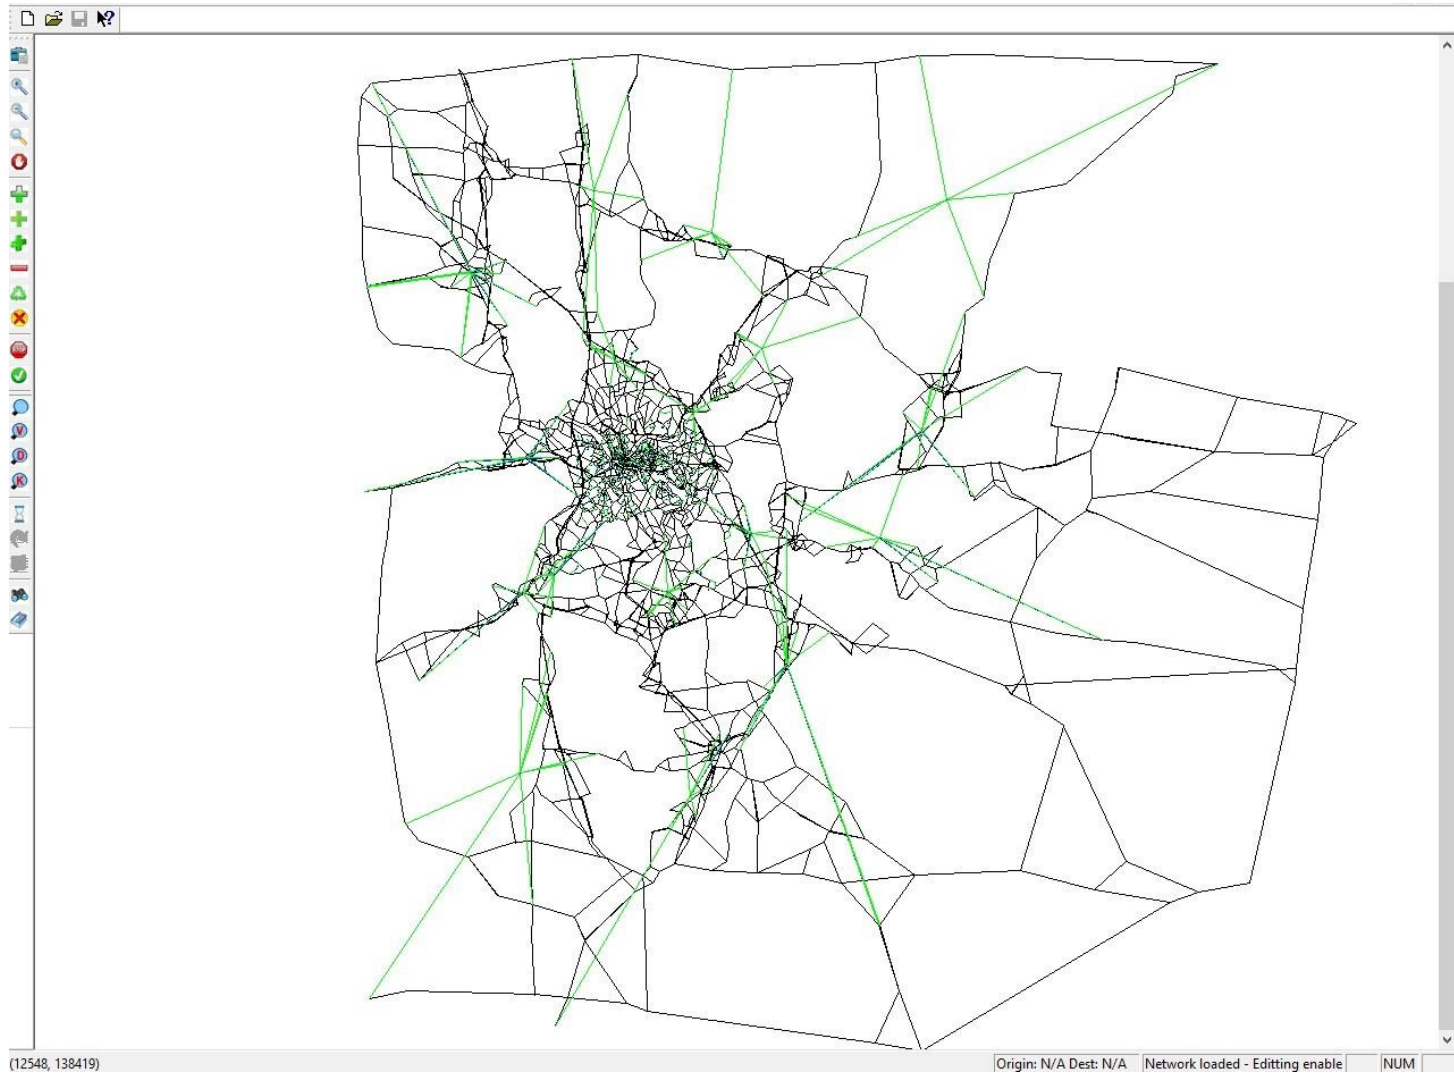 V
D
K
(12548, 138419)
Origin: N/A Dest: N/A
Network loaded - Editting enable
NUM